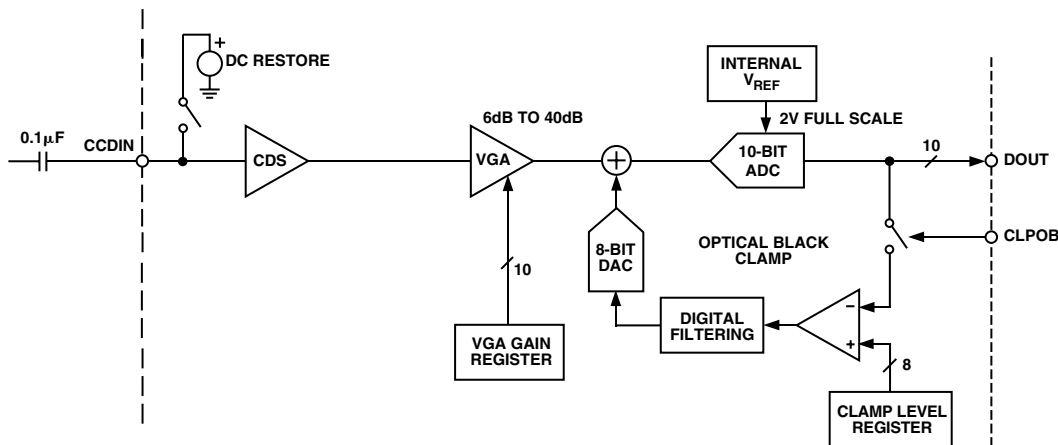 DC RESTORE
+
0.1µF
CCDIN
CDS
6dB TO 40dB
VGA
10
VGA GAIN
REGISTER
+
8-BIT
DAC
INTERNAL
VREF
2V FULL SCALE
10-BIT
ADC
10
DOUT
CLPOB
OPTICAL BLACK
CLAMP
DIGITAL
FILTERING
–
+
8
CLAMP LEVEL
REGISTER